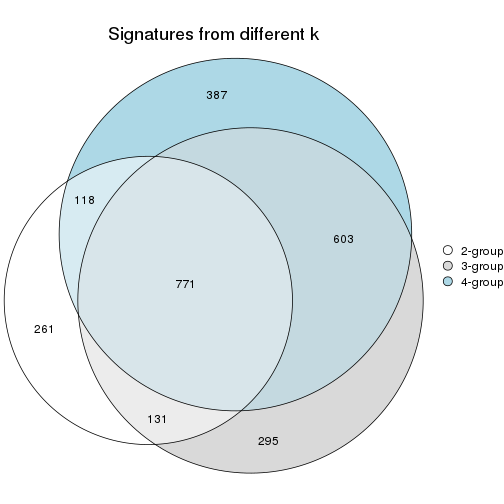 Signatures from different k
387
118
603
771
261
131
295
2-group
3-group
4-group